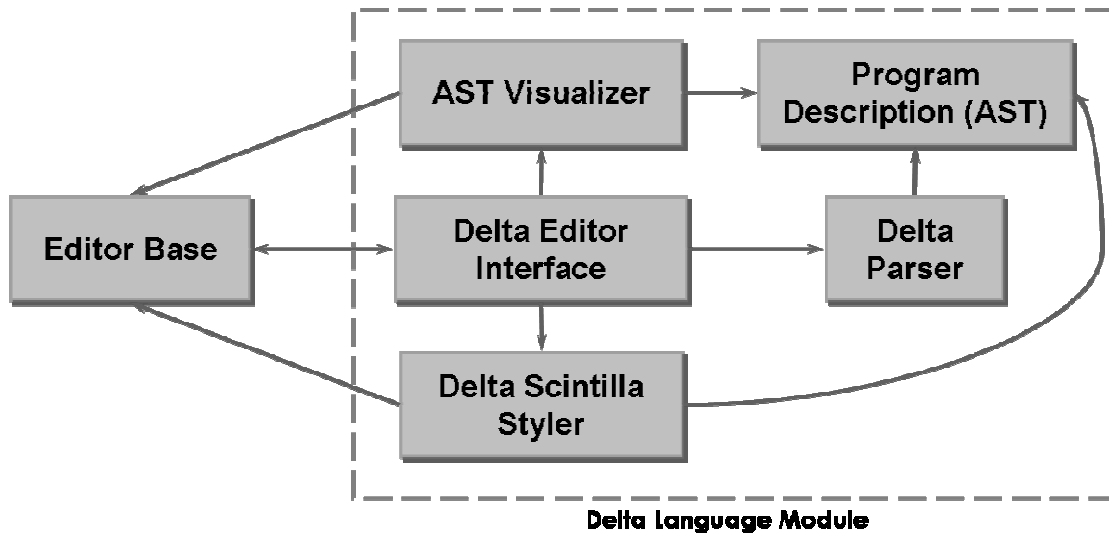 AST Visualizer
Program
Description (AST)
Editor Base
Delta Editor
Interface
Delta
Parser
Delta Scintilla
Styler
Delta Language Module